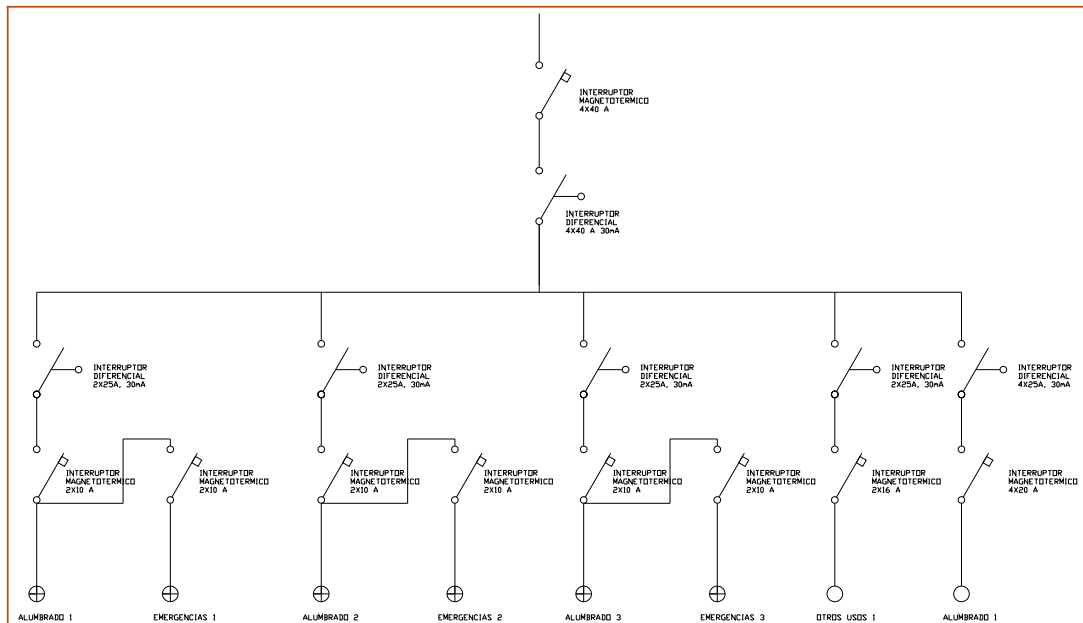 INTERRUPTOR
MAGNETOTERMICO
4X40 A
INTERRUPTOR
DIFERENCIAL
4X40 A 30mA
INTERRUPTOR
DIFERENCIAL
2X25A, 30mA
INTERRUPTOR
DIFERENCIAL
2X25A, 30mA
INTERRUPTOR
DIFERENCIAL
2X25A, 30mA
INTERRUPTOR
DIFERENCIAL
2X25A, 30mA
INTERRUPTOR
DIFERENCIAL
4X25A, 30mA
INTERRUPTOR
MAGNETOTERMICO
2X10 A
INTERRUPTOR
MAGNETOTERMICO
2X10 A
INTERRUPTOR
MAGNETOTERMICO
2X10 A
INTERRUPTOR
MAGNETOTERMICO
2X10 A
INTERRUPTOR
MAGNETOTERMICO
2X10 A
INTERRUPTOR
MAGNETOTERMICO
2X10 A
INTERRUPTOR
MAGNETOTERMICO
2X16 A
INTERRUPTOR
MAGNETOTERMICO
4X20 A
ALUMBRADO 1
EMERGENCIAS 1
ALUMBRADO 2
EMERGENCIAS 2
ALUMBRADO 3
EMERGENCIAS 3
OTROS USOS 1
ALUMBRADO 1